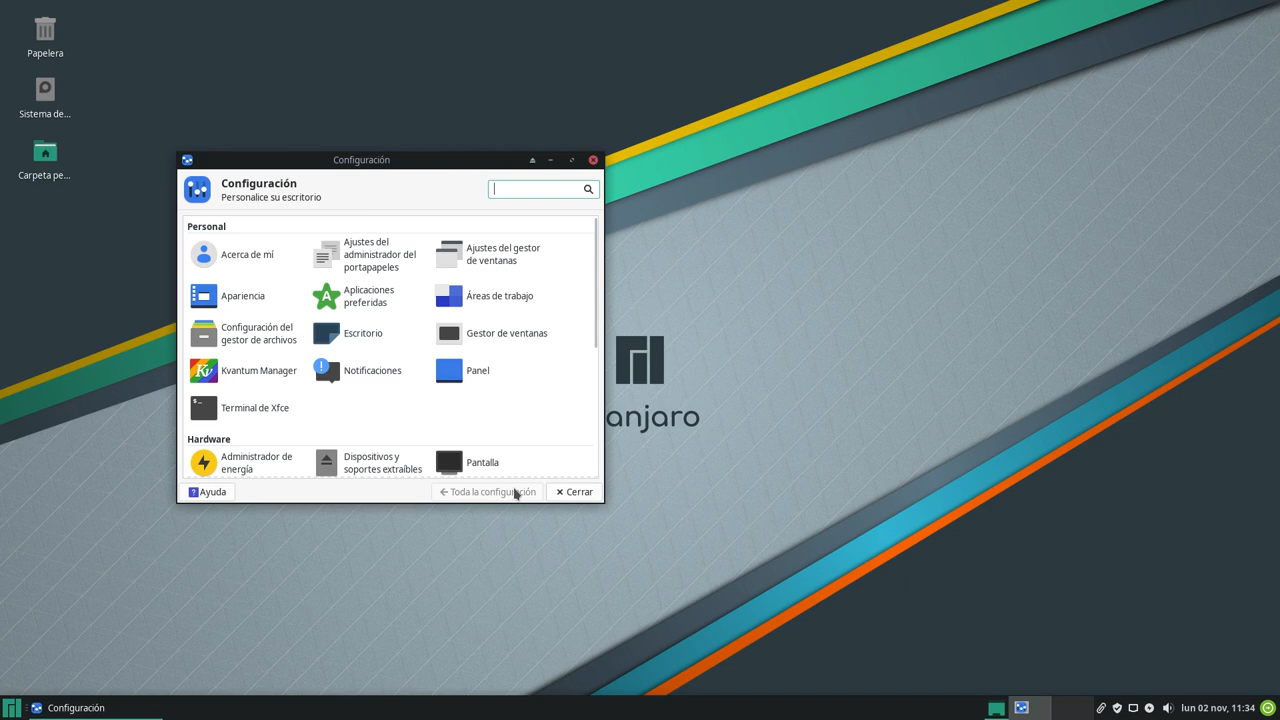 Papelera
Sistema de...
Carpeta pe...
Configuración
Configuración
Personalice su escritorio
Personal
Acerca de mí
Ajustes del
administrador del
portapapeles
Ajustes del gestor
de ventanas
Apariencia
Aplicaciones
preferidas
Áreas de trabajo
Configuración del
gestor de archivos
Escritorio
Gestor de ventanas
Kvantum Manager
Notificaciones
Panel
Terminal de Xfce
Hardware
Administrador de
energía
Dispositivos y
soportes extraíbles
Pantalla
Ayuda
Toda la configuración
Cerrar
anjaro
Configuración
lun 02 nov, 11:34